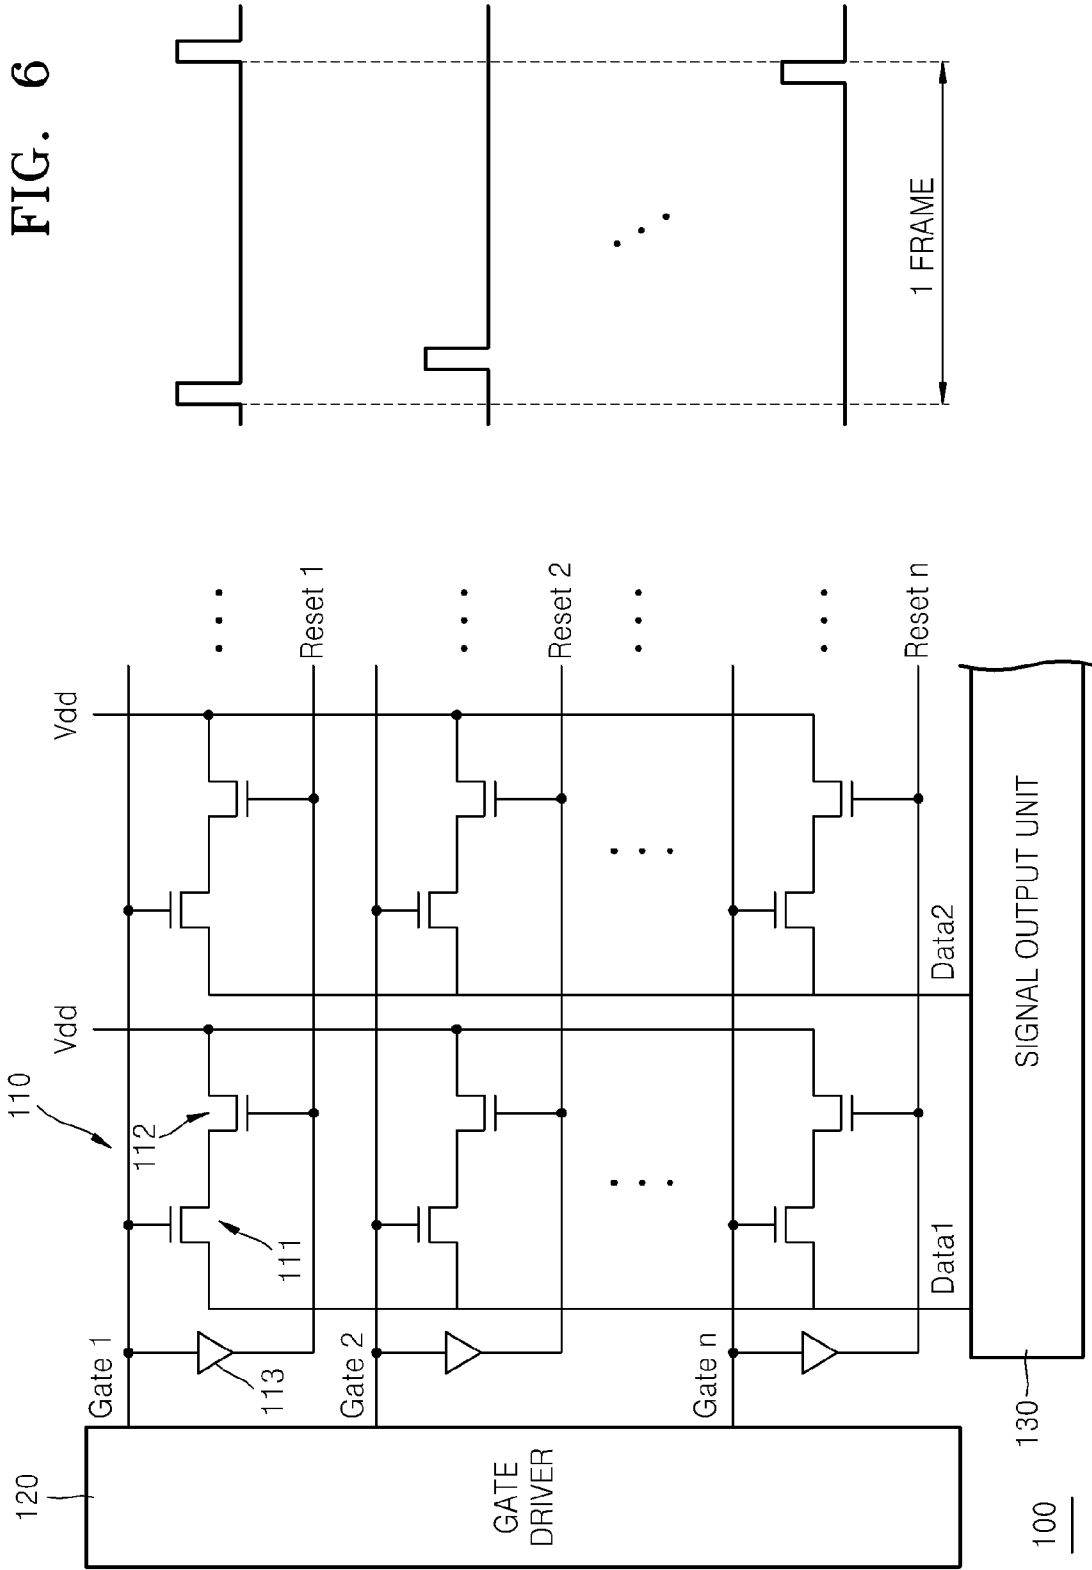 FIG. 6
110
Vdd
Vdd
120
Gate 1
111
112
113
Reset 1
Gate 2
Reset 2
GATE
DRIVER
Gate n
Reset n
Data1
Data2
1 FRAME
130
SIGNAL OUTPUT UNIT
100